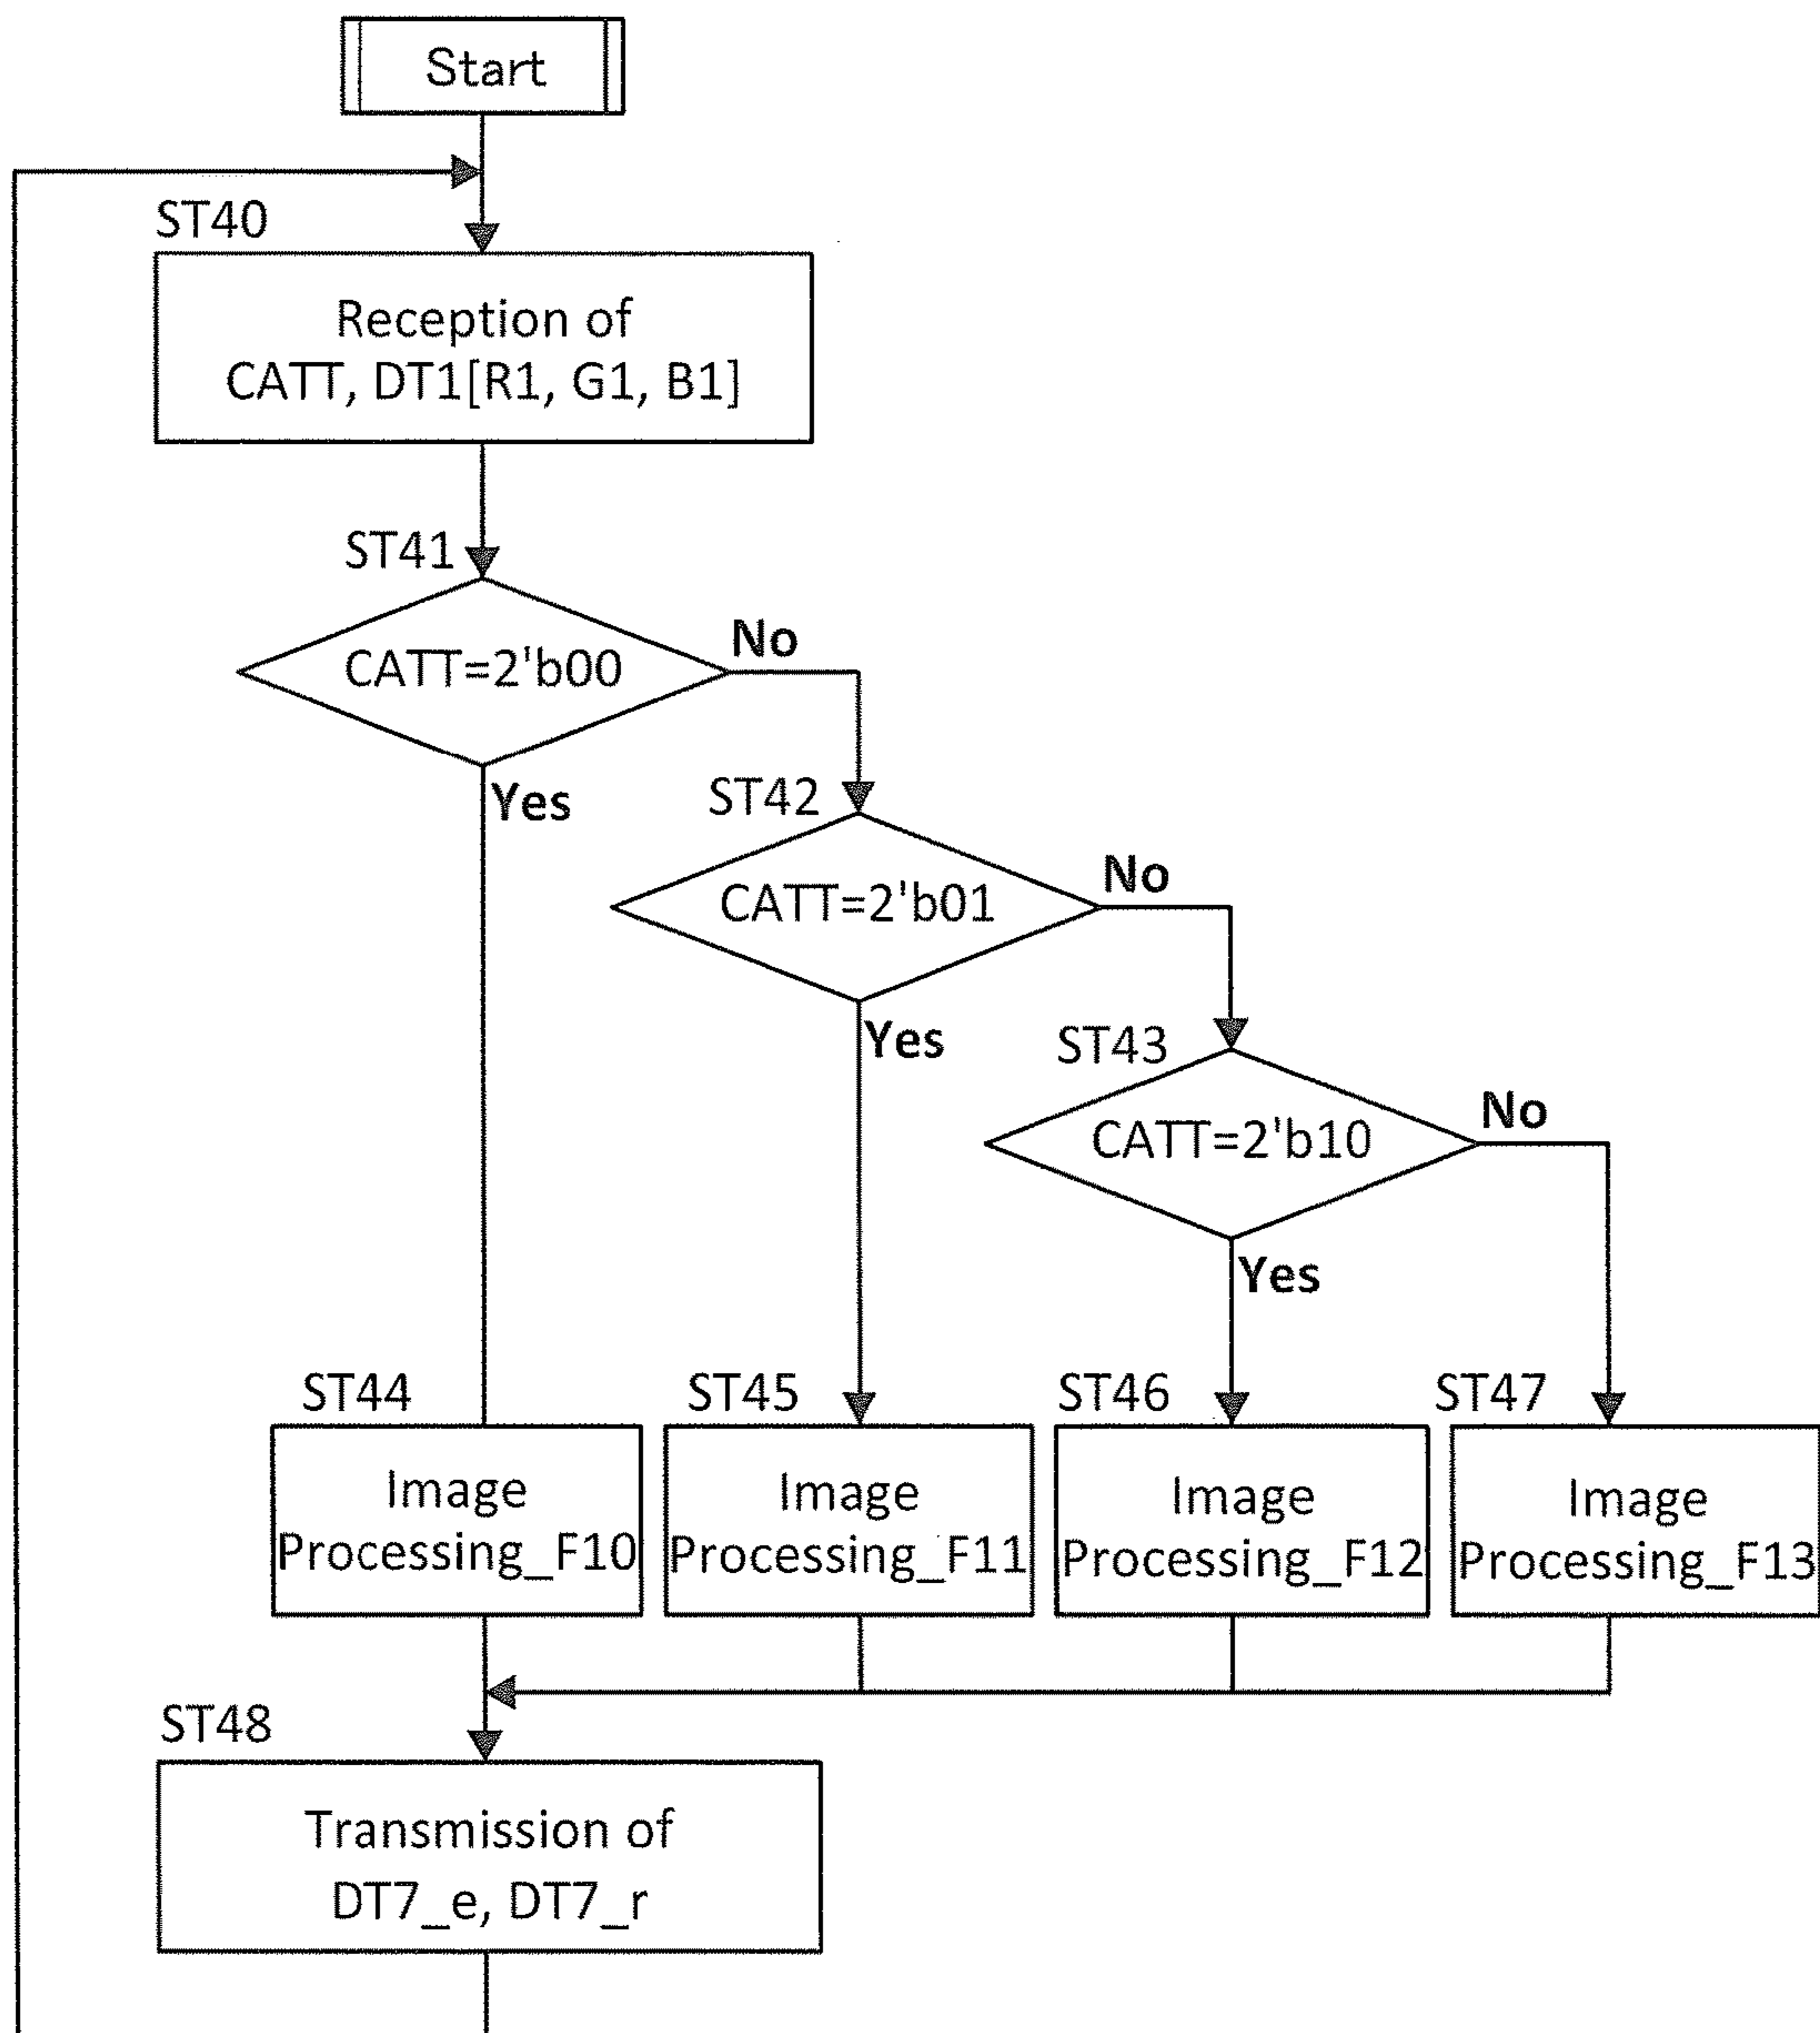 Start
ST40
Reception of
CATT, DT1[R1, G1, B1]
ST41
CATT=2'b00
No
Yes
ST42
CATT=2'b01
No
Yes
ST43
CATT=2'b10
No
Yes
ST44
Image
Processing_F10
ST45
Image
Processing_F11
ST46
Image
Processing_F12
ST47
Image
Processing_F13
ST48
Transmission of
DT7_e, DT7_r